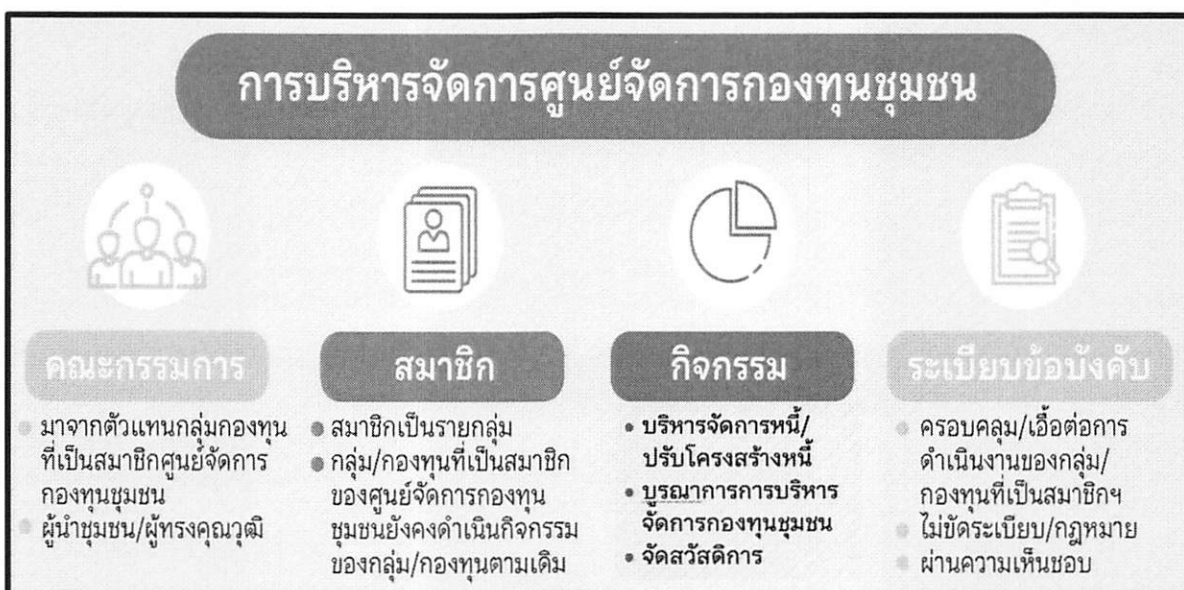 การบริหารจัดการศูนย์จัดการกองทุนชุมชน
คณะกรรมการ
• มาจากตัวแทนกลุ่มกองทุน
ที่เป็นสมาชิกศูนย์จัดการ
กองทุนชุมชน
• ผู้นำชุมชน/ผู้ทรงคุณวุฒิ
สมาชิก
• สมาชิกเป็นรายกลุ่ม
• กลุ่ม/กองทุนที่เป็นสมาชิก
ของศูนย์จัดการกองทุน
ชุมชนยังคงดำเนินกิจกรรม
ของกลุ่ม/กองทุนตามเดิม
กิจกรรม
• บริหารจัดการหนี้/
ปรับโครงสร้างหนี้
• บูรณาการการบริหาร
จัดการกองทุนชุมชน
• จัดสวัสดิการ
ระเบียบข้อบังคับ
• ครอบคลุม/เอื้อต่อการ
ดำเนินงานของกลุ่ม/
กองทุนที่เป็นสมาชิกฯ
• ไม่ขัดระเบียบ/กฎหมาย
• ผ่านความเห็นชอบ